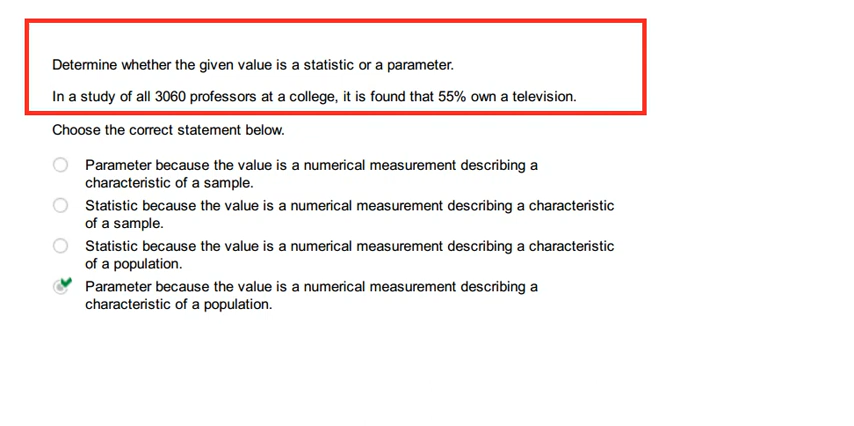 Determine whether the given value is a statistic or a parameter.
In a study of all 3060 professors at a college, it is found that 55% own a television.
Choose the correct statement below.
Parameter because the value is a numerical measurement describing a
characteristic of a sample.
Statistic because the value is a numerical measurement describing a characteristic
of a sample.
Statistic because the value is a numerical measurement describing a characteristic
of a population.
Parameter because the value is a numerical measurement describing a
characteristic of a population.